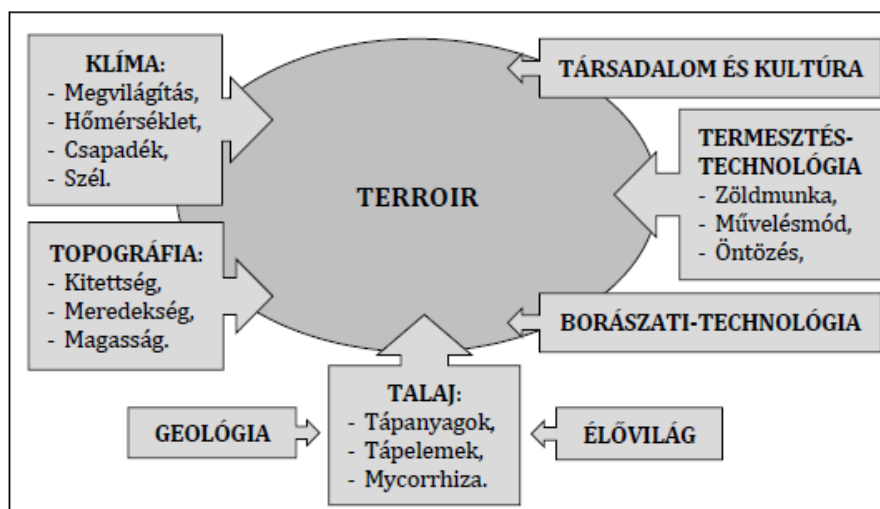 KLÍMA:
- Megvilágítás,
- Hőmérséklet,
- Csapadék,
- Szél.
TOPOGRÁFIA:
- Kitettség,
- Meredekség,
- Magasság.
TERROIR
TÁRSADALOM ÉS KULTÚRA
TERMESZTÉS-
TECHNOLÓGIA
- Zöldmunka,
- Művelésmód,
- Öntözés,
BORÁSZATI-TECHNOLÓGIA
GEOLÓGIA
TALAJ:
- Tápanyagok,
- Tápelemek,
- Mycorrhiza.
ÉLŐVILÁG